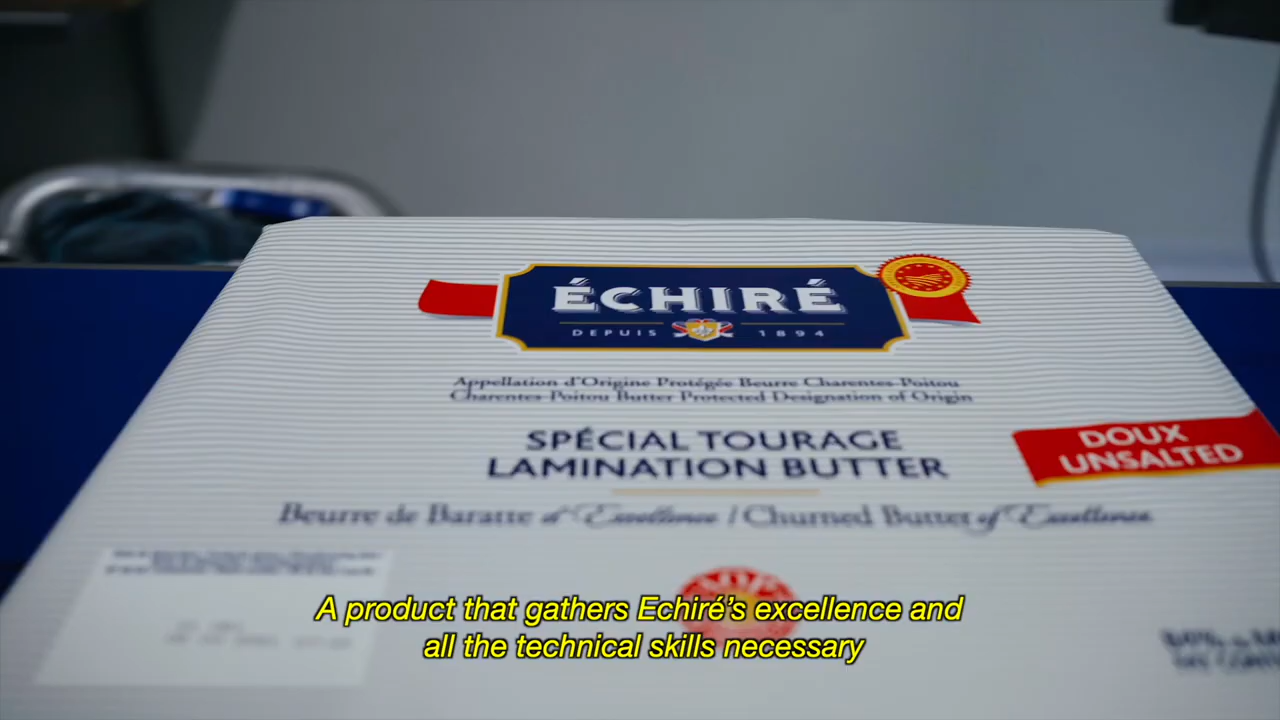 ÉCHIRÉ
DEPUIS 1894
Appellation d'Origine Protégée Beurre Charentes-Poitou
Charentes-Poitou Butter Protected Designation of Origin
SPÉCIAL TOURAGE
LAMINATION BUTTER
DOUX
UNSALTED
Beurre de Baratte d'Excellence / Churned Butter of Excellence
A product that gathers Echiré's excellence and
all the technical skills necessary